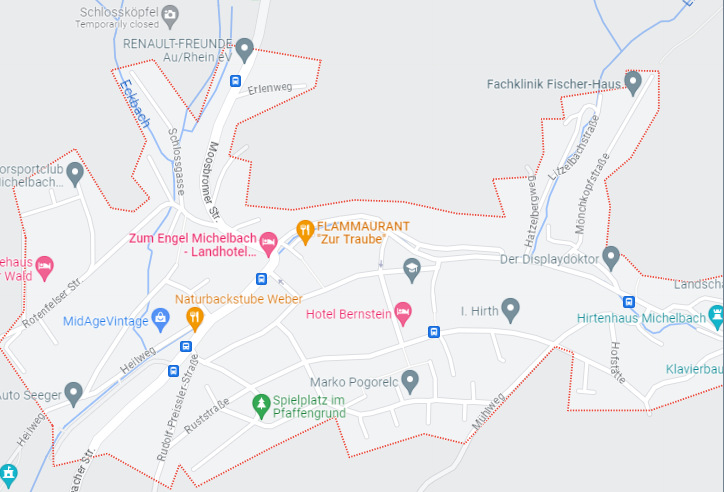 Schlossköpfel
Temporarily closed
RENAULT-FREUNDE
Au/Rhein eV
Erlenweg
Eckbach
Schlossgasse
Moosbronner Str.
Fachklinik Fischer-Haus...
Litzelbachstraße
Mönchkopfstraße
Hatzelbergweg
orsportclub
Michelbach...
Zum Engel Michelbach
- Landhotel...
FLAMMAURANT
"Zur Traube"
Der Displaydoktor
ehaus
r Wald
Rotenfelser Str.
Landscha
Naturbackstube Weber
MidAgeVintage
Hotel Bernstein
I. Hirth
Hirtenhaus Michelbach
Heilweg
Hofstätte
Klavierbau
Marko Pogorelc
Auto Seeger
Rudolf-Preissler-Straße
Ruststraße
Spielplatz im
Pfaffengrund
Mühlweg
Heilweg
acher Str.